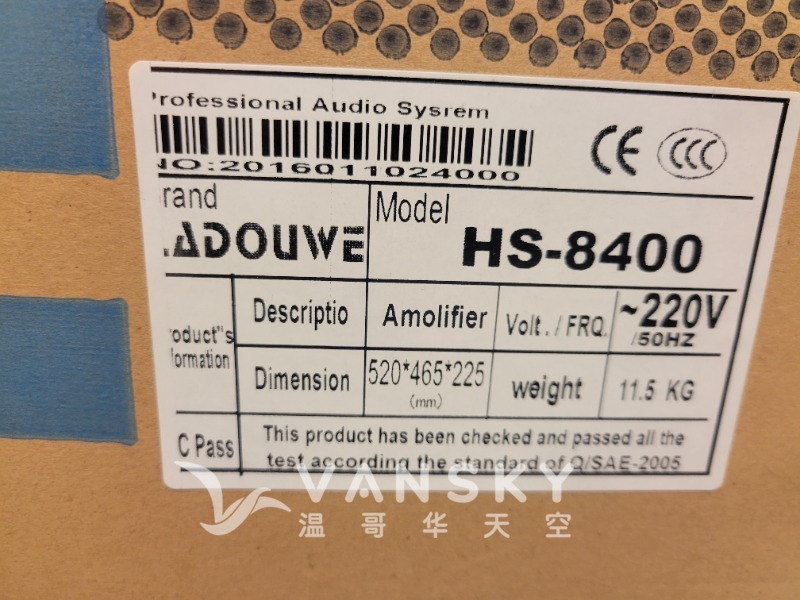 Professional Audio Sysrem
NO:2016011024000
CE CCC
rand
Model
LADOUWE
HS-8400
oduct"s
formation
Descriptio
Amolifier
Volt./FRQ.
~220V
/50HZ
Dimension
520*465*225
(mm)
weight
11.5 KG
C Pass
This product has been checked and passed all the
test according the standard of Q/SAE-2005
VANSKY
温哥华天空